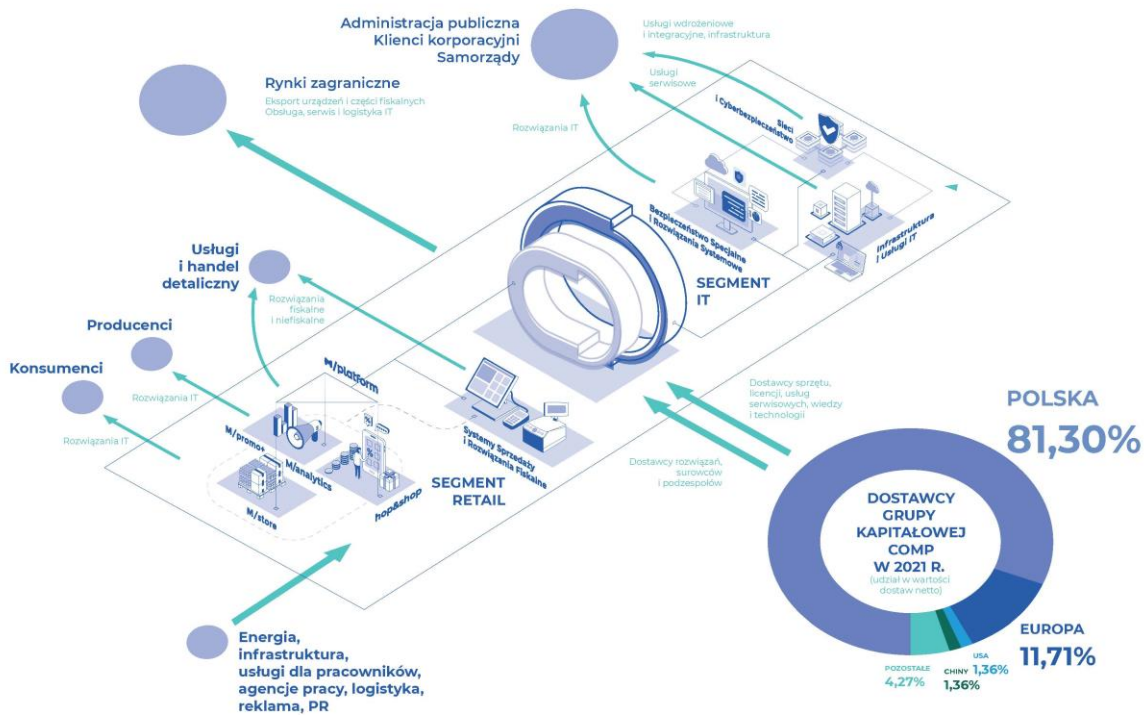 Administracja publiczna
Klienci korporacyjni
Samorządy
Usługi wdrożeniowe
i integracyjne, infrastruktura
Usługi
serwisowe
Rynki zagraniczne
Eksport urządzeń i części fiskalnych
Obsługa, serwis i logistyka IT
Rozwiązania IT
Sieci
i Cyberbezpieczeństwo
Bezpieczeństwo Specjalne
i Rozwiązania Systemowe
Infrastruktura
i Usługi IT
SEGMENT
IT
Usługi
i handel
detaliczny
Rozwiązania
fiskalne
i niefiskalne
Producenci
Konsumenci
Rozwiązania IT
Rozwiązania IT
M/platform
M/promo+
M/analytics
M/store
hop&shop
Systemy Sprzedaży
i Rozwiązania Fiskalne
SEGMENT
RETAIL
Dostawcy sprzętu,
licencji, usług
serwisowych, wiedzy
i technologii
Dostawcy rozwiązań,
surowców
i podzespołów
Energia,
infrastruktura,
usługi dla pracowników,
agencje pracy, logistyka,
reklama, PR
POLSKA
81,30%
DOSTAWCY
GRUPY
KAPITAŁOWEJ
COMP
W 2021 R.
(udział w wartości
dostaw netto)
EUROPA
11,71%
USA
1,36%
CHINY
1,36%
POZOSTAŁE
4,27%